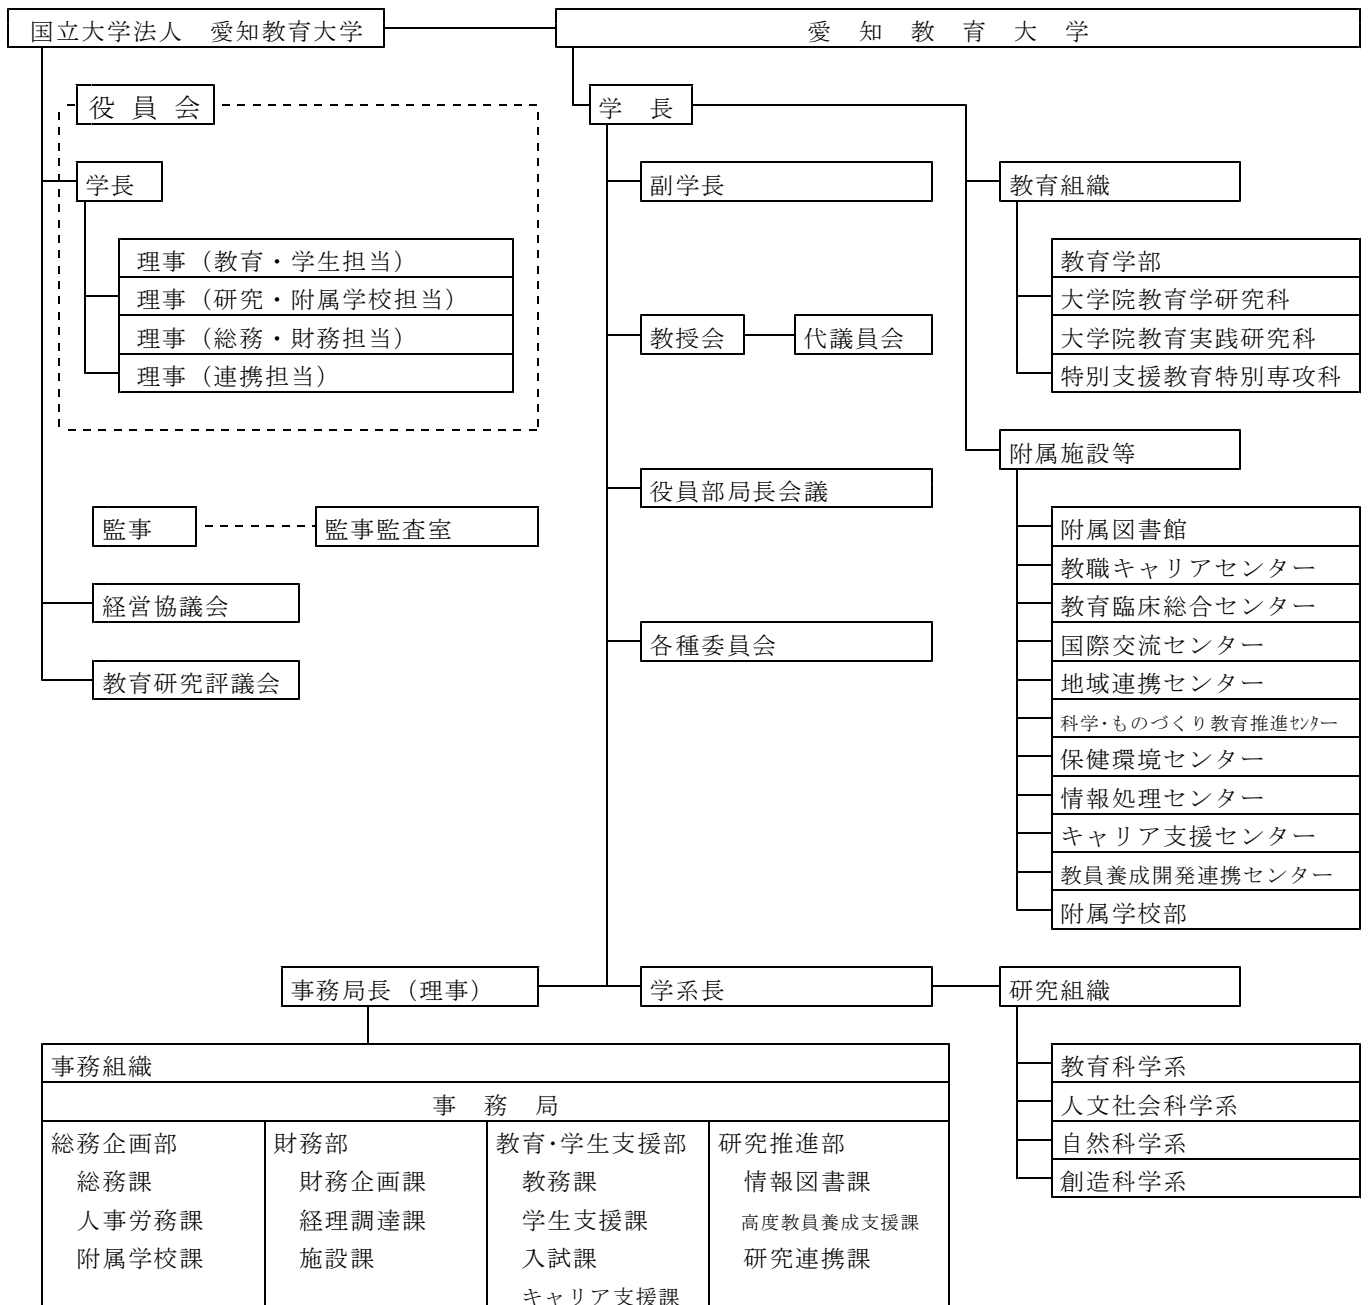 国立大学法人　愛知教育大学
愛　知　教　育　大　学
役 員 会
学　長
学長
副学長
教育組織
理事（教育・学生担当）
理事（研究・附属学校担当）
理事（総務・財務担当）
理事（連携担当）
教育学部
大学院教育学研究科
大学院教育実践研究科
特別支援教育特別専攻科
教授会
代議員会
附属施設等
役員部局長会議
監事
監事監査室
附属図書館
教職キャリアセンター
教育臨床総合センター
国際交流センター
地域連携センター
科学・ものづくり教育推進ｾﾝﾀｰ
保健環境センター
情報処理センター
キャリア支援センター
教員養成開発連携センター
附属学校部
経営協議会
各種委員会
教育研究評議会
事務局長（理事）
学系長
研究組織
教育科学系
人文社会科学系
自然科学系
創造科学系
事務組織
事　務　局
総務企画部
総務課
人事労務課
附属学校課
財務部
財務企画課
経理調達課
施設課
教育・学生支援部
教務課
学生支援課
入試課
キャリア支援課
研究推進部
情報図書課
高度教員養成支援課
研究連携課